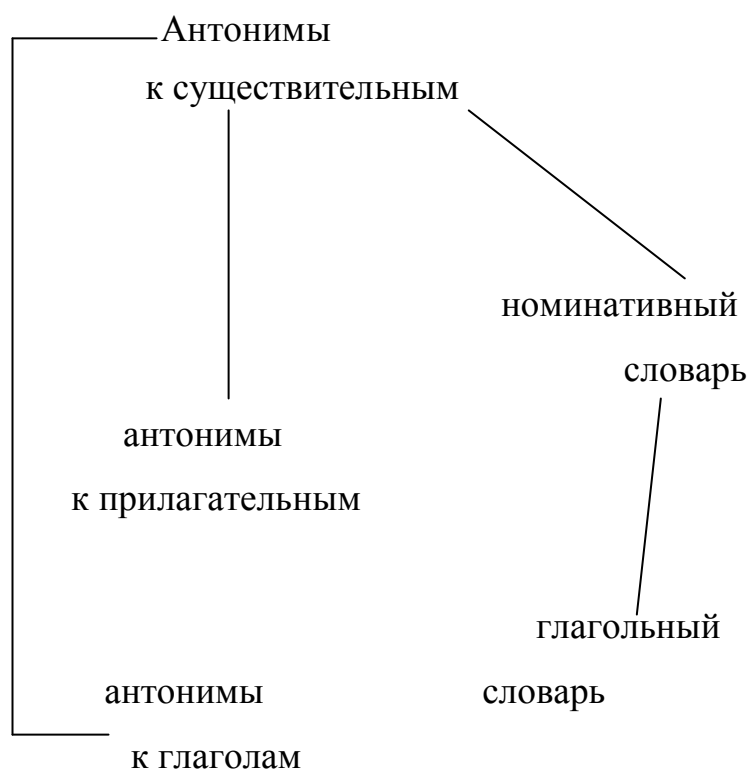 Антонимы
к существительным
номинативный
словарь
антонимы
к прилагательным
глагольный
словарь
антонимы
к глаголам